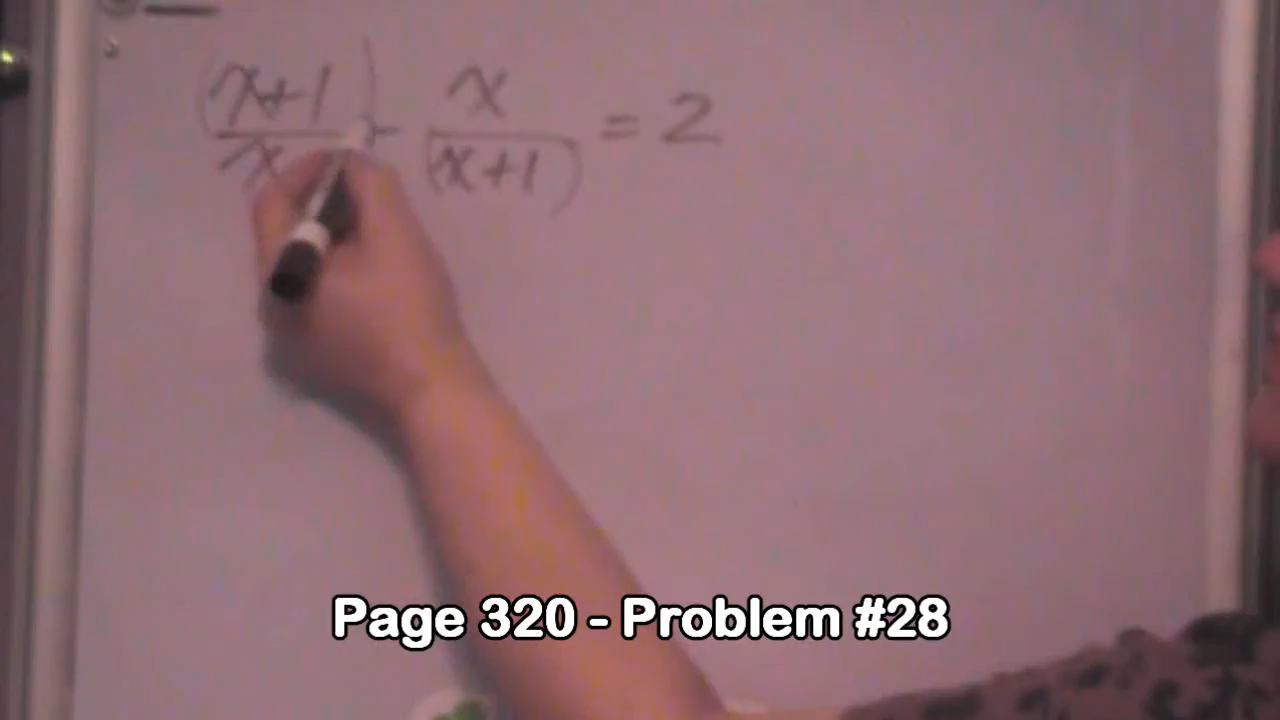 (x+1)/x - x/(x+1) = 2
Page 320 - Problem #28